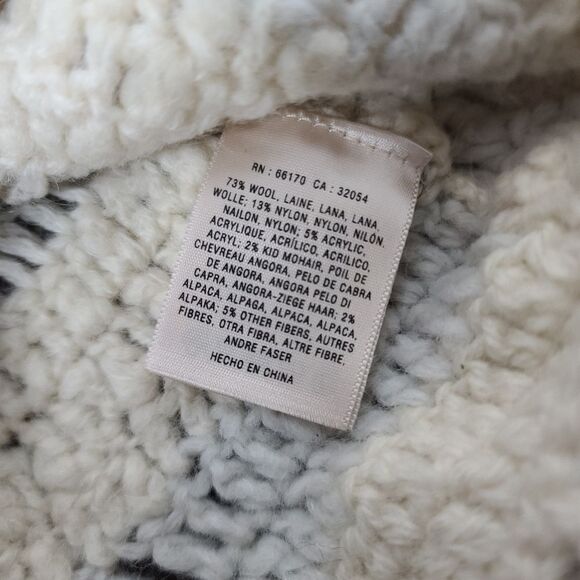 RN : 66170 CA : 32054
73% WOOL, LAINE, LANA, LANA,
WOLLE; 13% NYLON, NYLON, NILÓN,
NAILON, NYLON; 5% ACRYLIC,
ACRYLIQUE, ACRÍLICO, ACRILICO,
ACRYL; 2% KID MOHAIR, POIL DE
CHEVREAU ANGORA, PELO DE CABRA
DE ANGORA, ANGORA PELO DI
CAPRA, ANGORA-ZIEGE HAAR; 2%
ALPACA, ALPAGA, ALPACA, ALPACA,
ALPAKA; 5% OTHER FIBERS, AUTRES
FIBRES, OTRA FIBRA, ALTRE FIBRE,
ANDRE FASER
HECHO EN CHINA